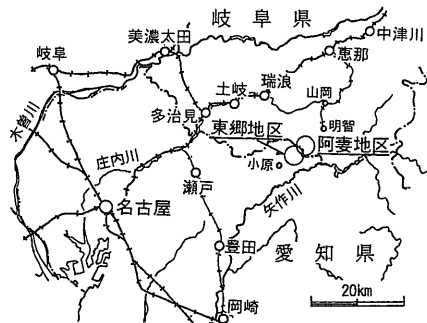 岐阜県
美濃太田
中津川
岐阜
恵那
瑞浪
土岐
山岡
多治見
木曽川
明智
東郷地区
阿妻地区
庄内川
小原
瀬戸
矢作川
名古屋
豊田
愛知県
岡崎
20km